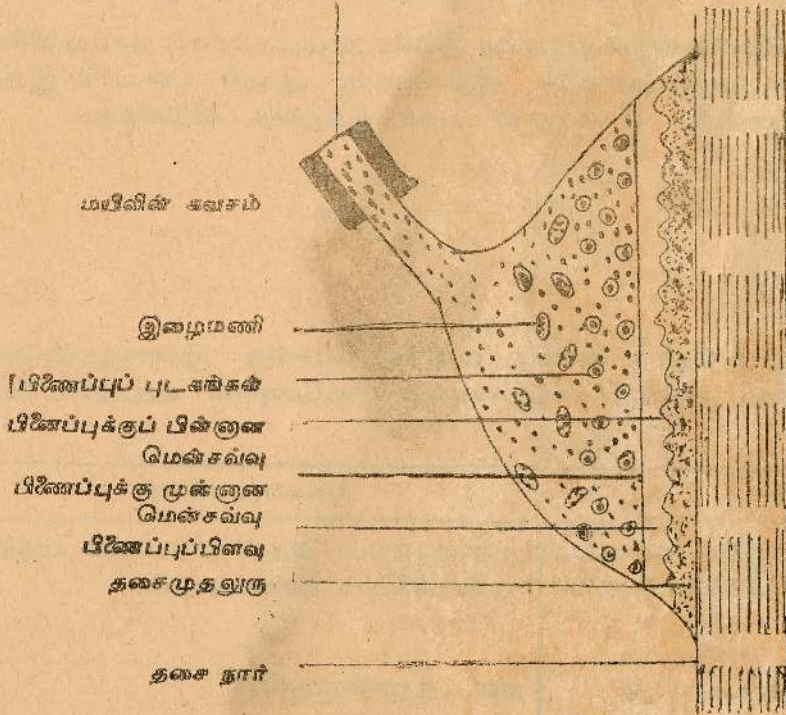 மயிலின் கவசம்
இழைமணி
பிணைப்புப் புடகங்கள்
பிணைப்புக்குப் பின்னான
மென்சவ்வு
பிணைப்புக்கு முன்னான
மென்சவ்வு
பிணைப்புப்பிளவு
தசைமுதலுரு
தசை நார்